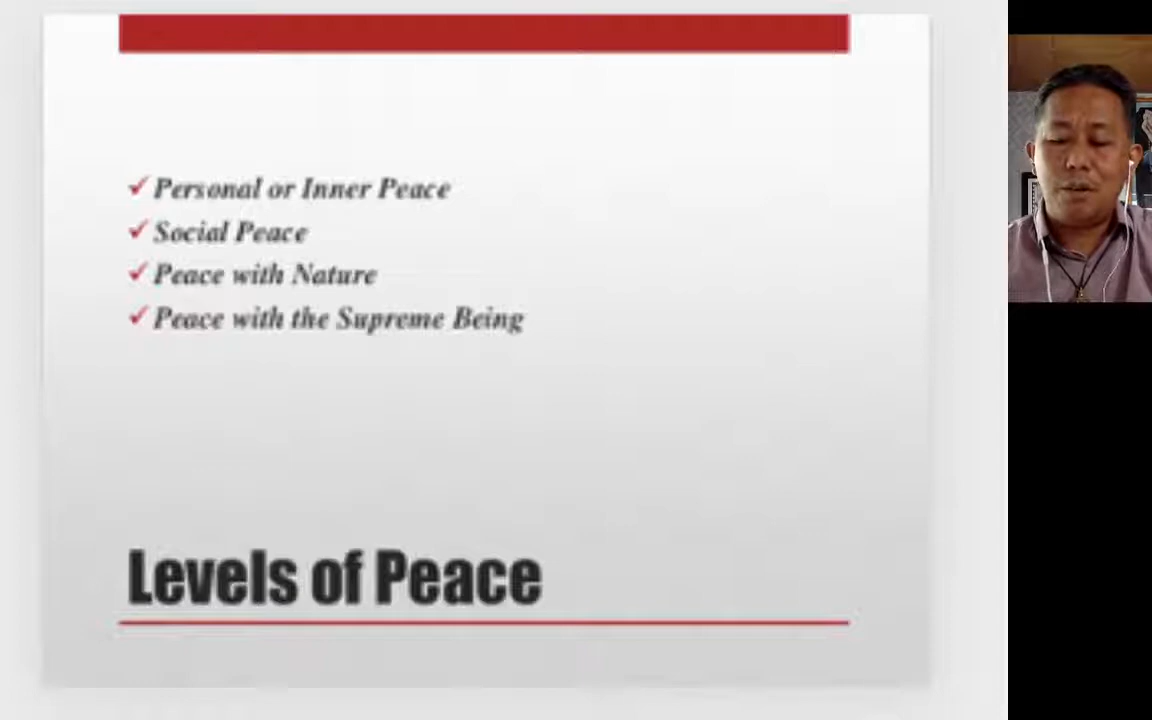 Personal or Inner Peace
Social Peace
Peace with Nature
Peace with the Supreme Being
Levels of Peace